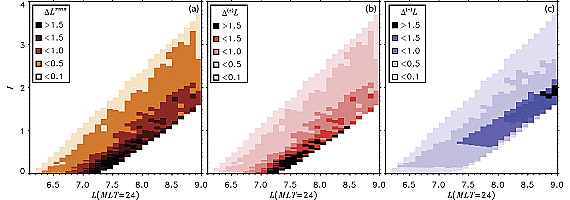 4
3
2
1
0
I
ΔL^rms
>1.5
<1.5
<1.0
<0.5
<0.1
(a)
6.5 7.0 7.5 8.0 8.5 9.0
L(MLT=24)
Δ^(+)L
>1.5
<1.5
<1.0
<0.5
<0.1
(b)
6.5 7.0 7.5 8.0 8.5 9.0
L(MLT=24)
Δ^(-)L
>1.5
<1.5
<1.0
<0.5
<0.1
(c)
6.5 7.0 7.5 8.0 8.5 9.0
L(MLT=24)